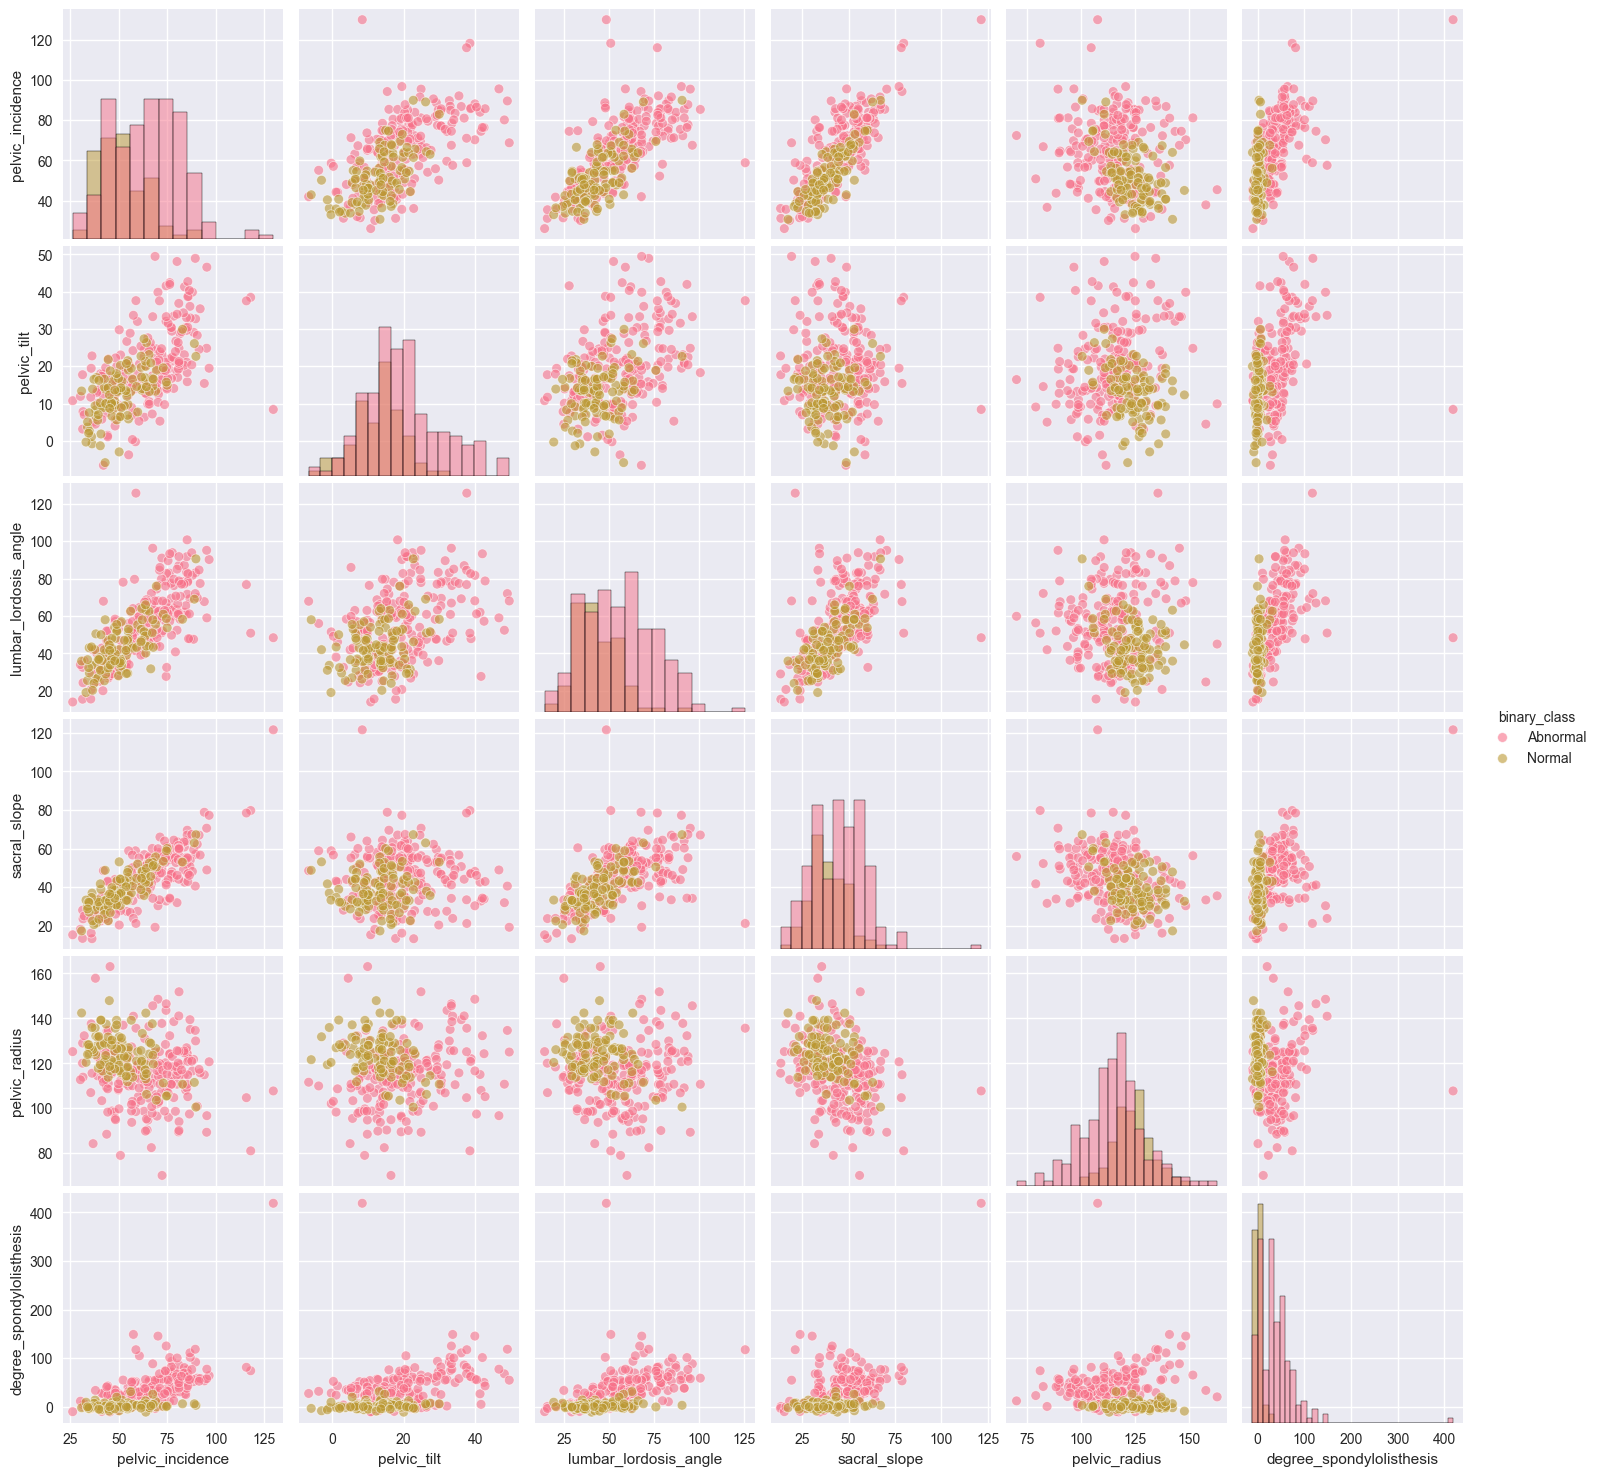 120
100
80
60
40
pelvic_incidence
50
40
30
20
10
0
pelvic_tilt
120
100
80
60
40
20
lumbar_lordosis_angle
120
100
80
60
40
20
sacral_slope
160
140
120
100
80
pelvic_radius
400
300
200
100
0
degree_spondylolisthesis
25 50 75 100 125
pelvic_incidence
0 20 40
pelvic_tilt
25 50 75 100 125
lumbar_lordosis_angle
25 50 75 100 125
sacral_slope
75 100 125 150
pelvic_radius
0 100 200 300 400
degree_spondylolisthesis
binary_class
Abnormal
Normal